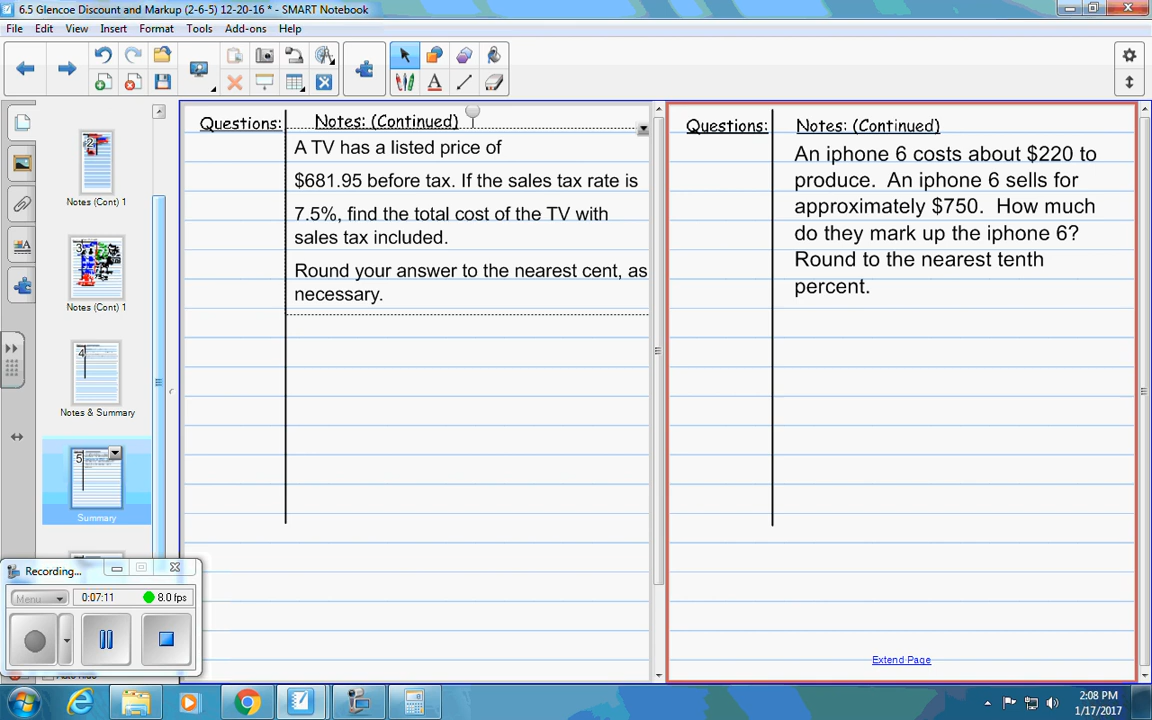 6.5 Glencoe Discount and Markup (2-6-5) 12-20-16 * - SMART Notebook
File Edit View Insert Format Tools Add-ons Help
Questions:
Notes: (Continued)
A TV has a listed price of
$681.95 before tax. If the sales tax rate is
7.5%, find the total cost of the TV with
sales tax included.
Round your answer to the nearest cent, as
necessary.
Questions:
Notes: (Continued)
An iphone 6 costs about $220 to
produce. An iphone 6 sells for
approximately $750. How much
do they mark up the iphone 6?
Round to the nearest tenth
percent.
Extend Page
2
Notes (Cont) 1
3
Notes (Cont) 1
4
Notes & Summary
5
Summary
Recording...
Menu
0:07:11
8.0 fps
2:08 PM
1/17/2017